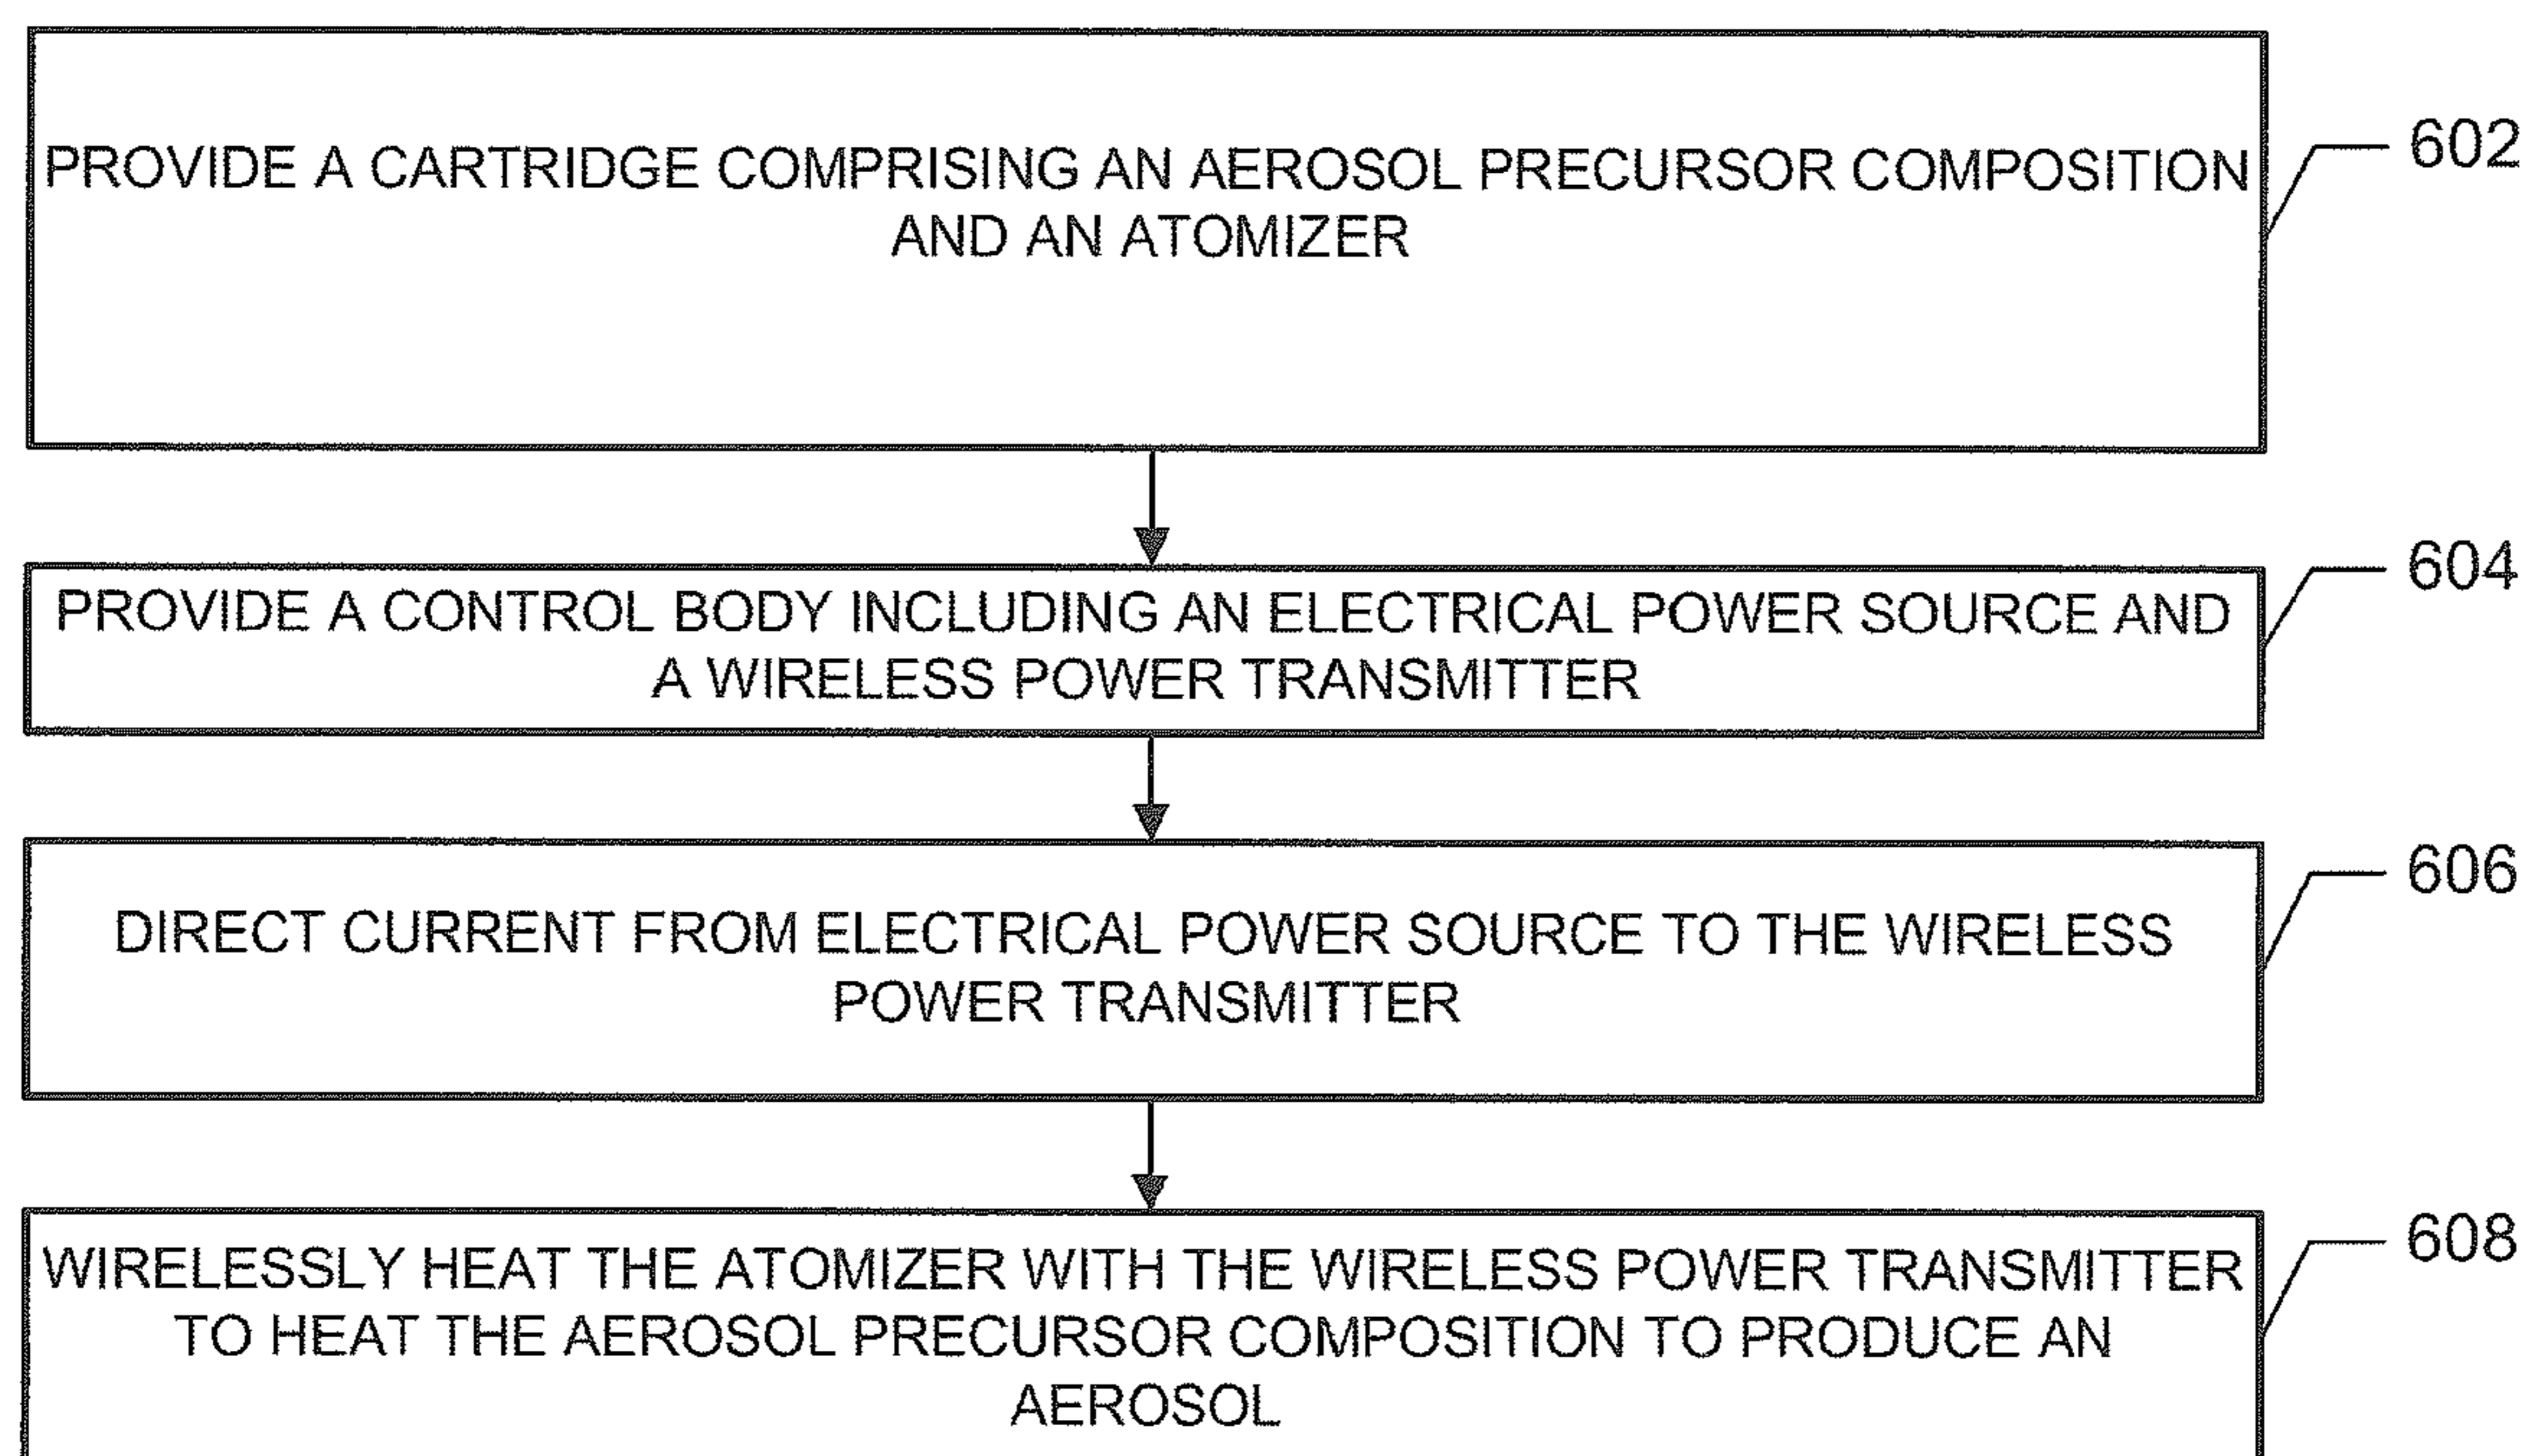 PROVIDE A CARTRIDGE COMPRISING AN AEROSOL PRECURSOR COMPOSITION
AND AN ATOMIZER
602
PROVIDE A CONTROL BODY INCLUDING AN ELECTRICAL POWER SOURCE AND
A WIRELESS POWER TRANSMITTER
604
DIRECT CURRENT FROM ELECTRICAL POWER SOURCE TO THE WIRELESS
POWER TRANSMITTER
606
WIRELESSLY HEAT THE ATOMIZER WITH THE WIRELESS POWER TRANSMITTER
TO HEAT THE AEROSOL PRECURSOR COMPOSITION TO PRODUCE AN
AEROSOL
608